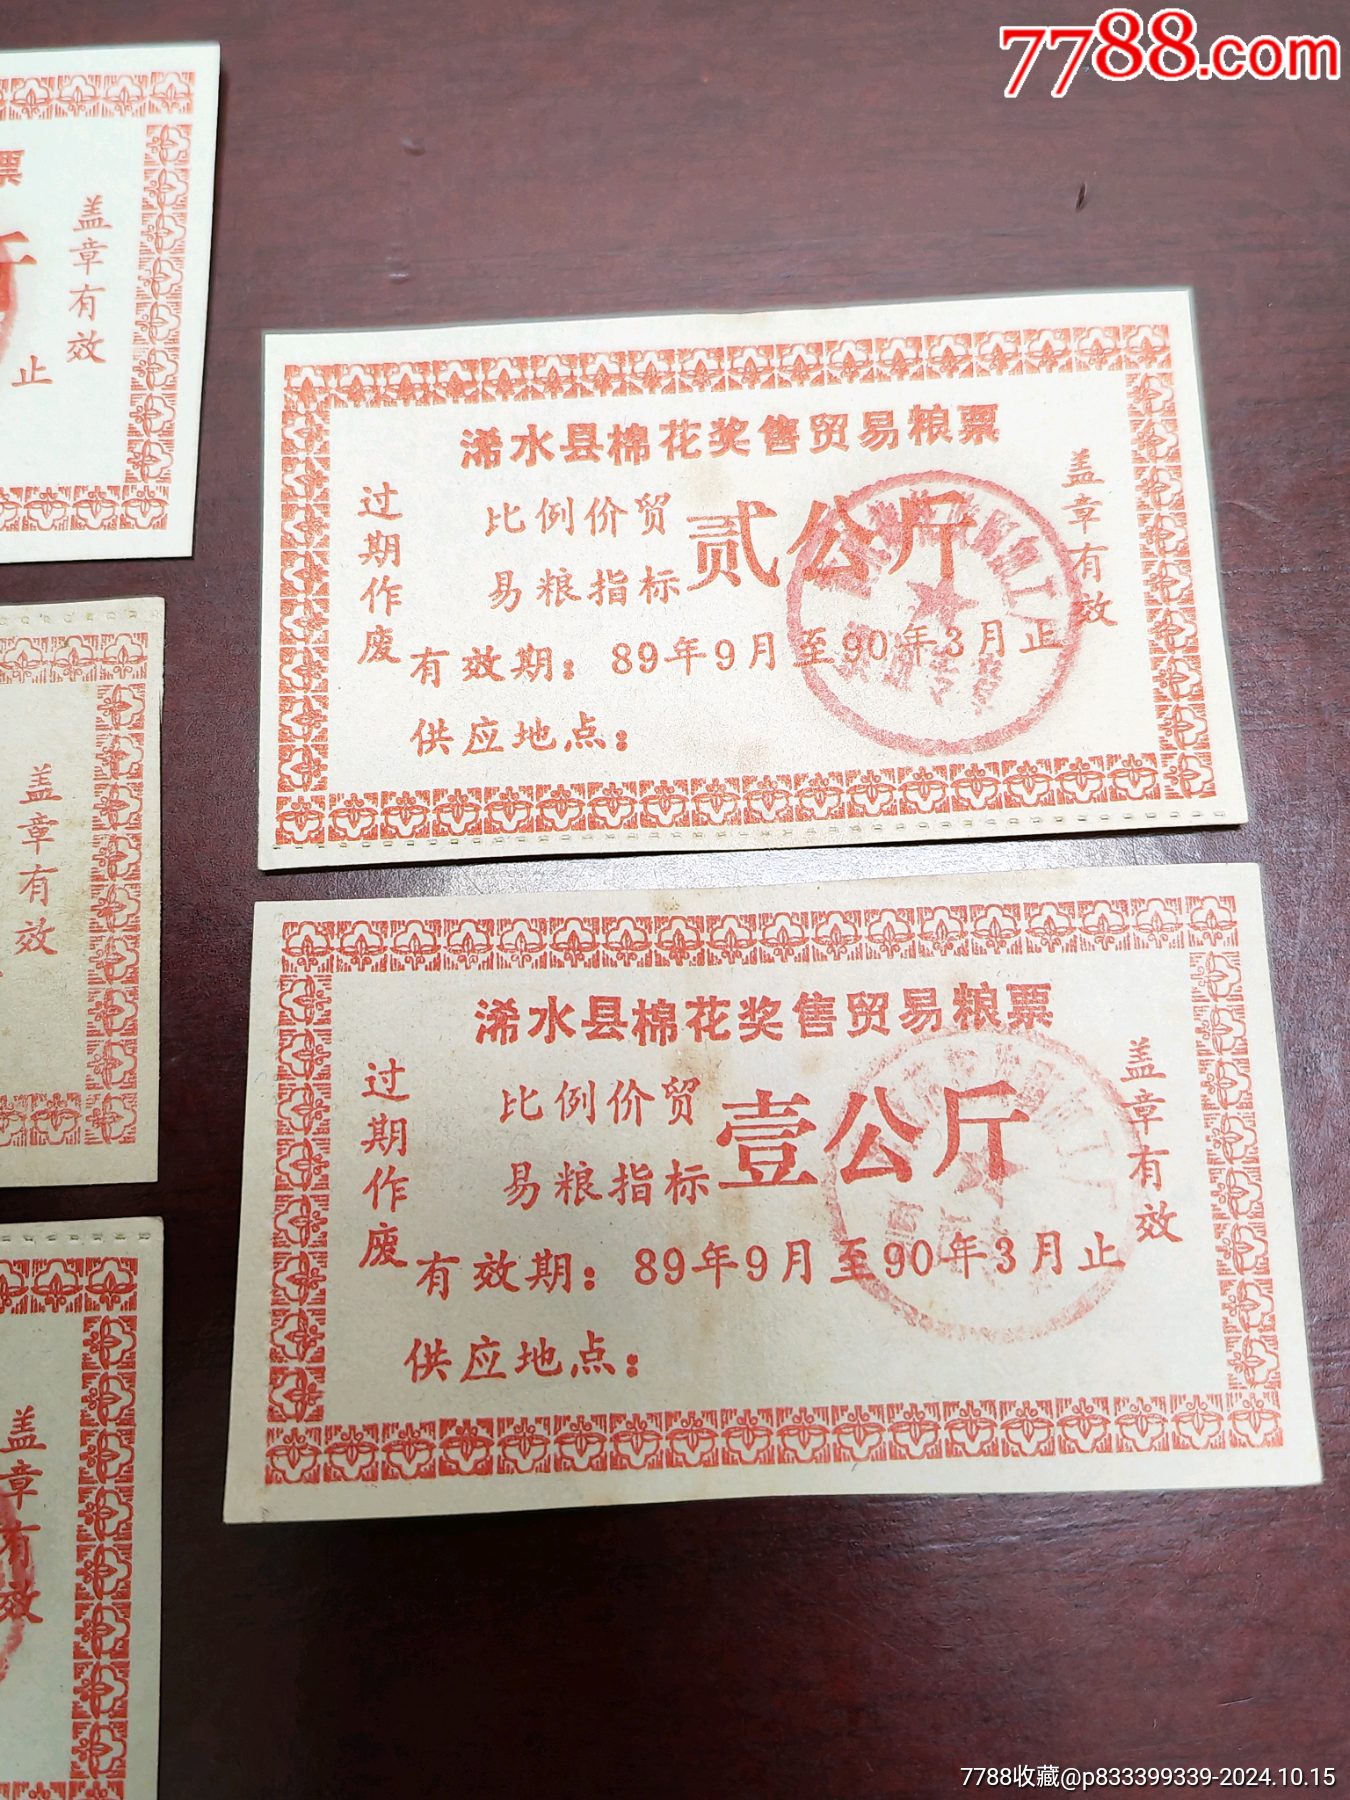 7788.com
票
盖章有效
止
浠水县棉花奖售贸易粮票
过期作废
比例价贸
易粮指标
贰公斤
盖章有效
有效期：89年9月至90年3月止
供应地点：
盖章有效
浠水县棉花奖售贸易粮票
过期作废
比例价贸
易粮指标
壹公斤
盖章有效
有效期：89年9月至90年3月止
供应地点：
盖章有效
7788收藏@p833399339-2024.10.15